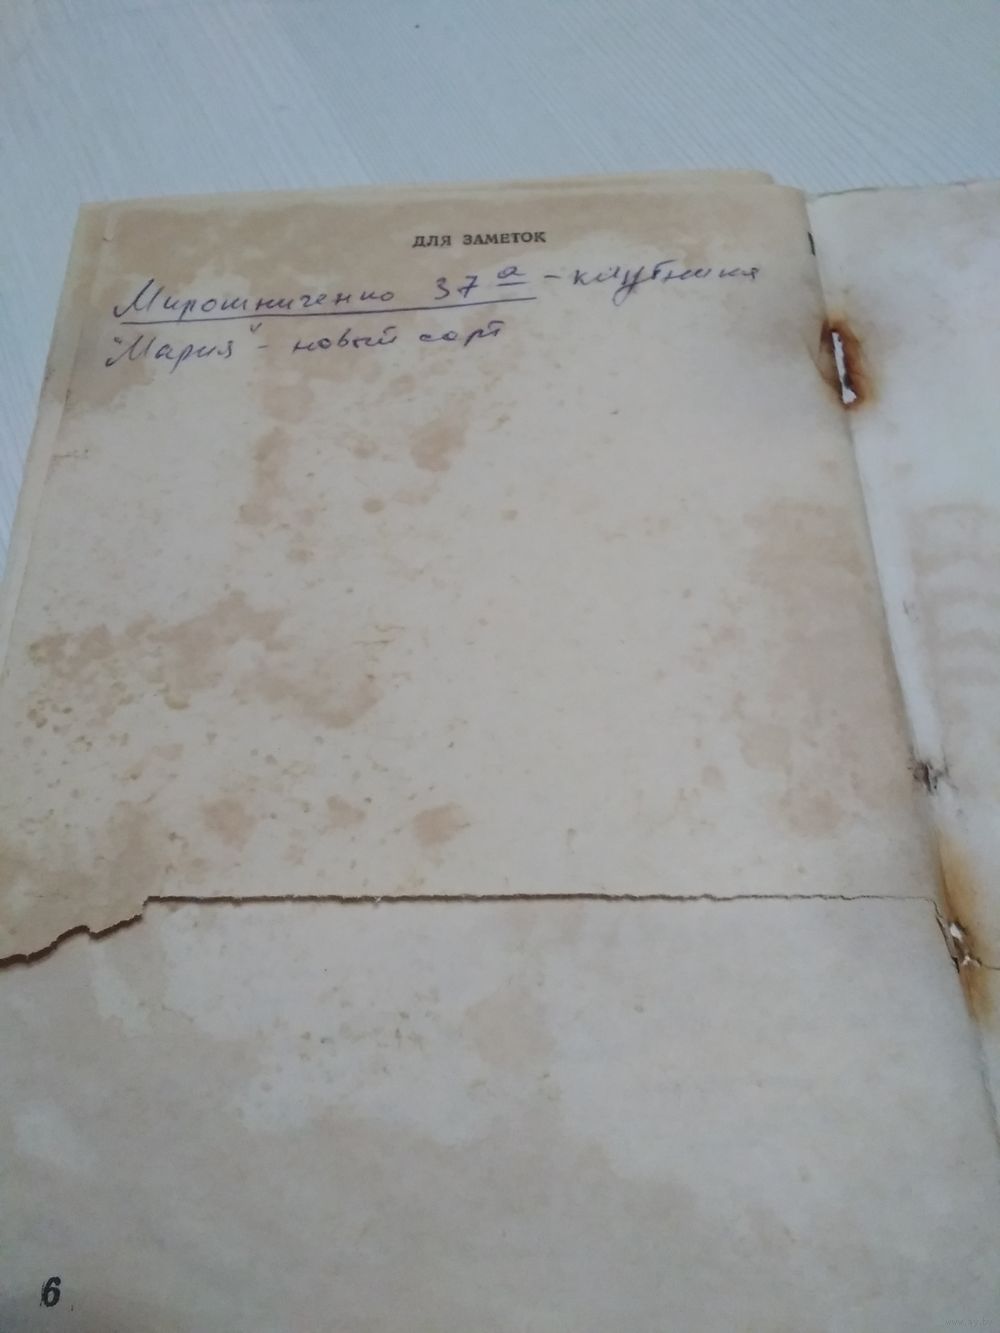 ДЛЯ ЗАМЕТОК
Мирошниченко 37а - клубника
"Мария" - новый сорт
6